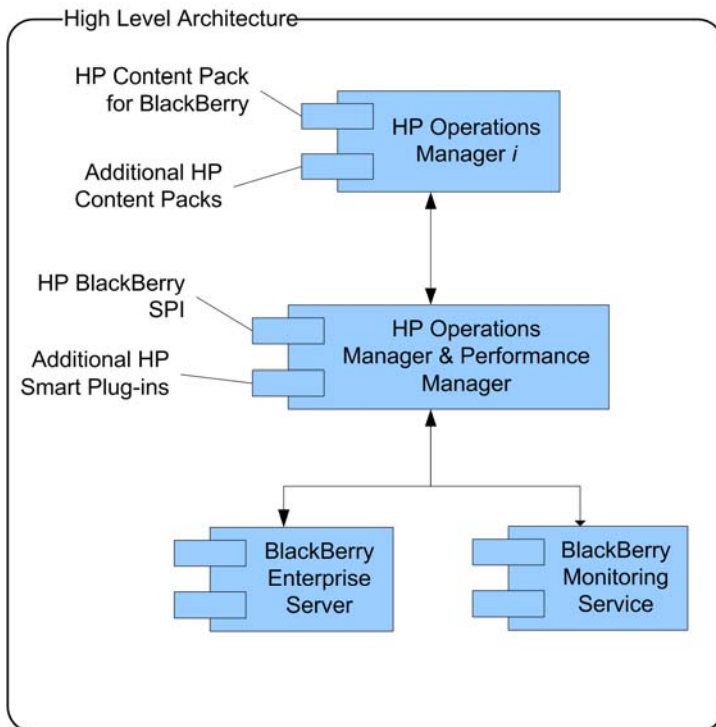 High Level Architecture
HP Content Pack
for BlackBerry
HP Operations
Manager i
Additional HP
Content Packs
HP BlackBerry
SPI
HP Operations
Manager & Performance
Manager
Additional HP
Smart Plug-ins
BlackBerry
Enterprise
Server
BlackBerry
Monitoring
Service